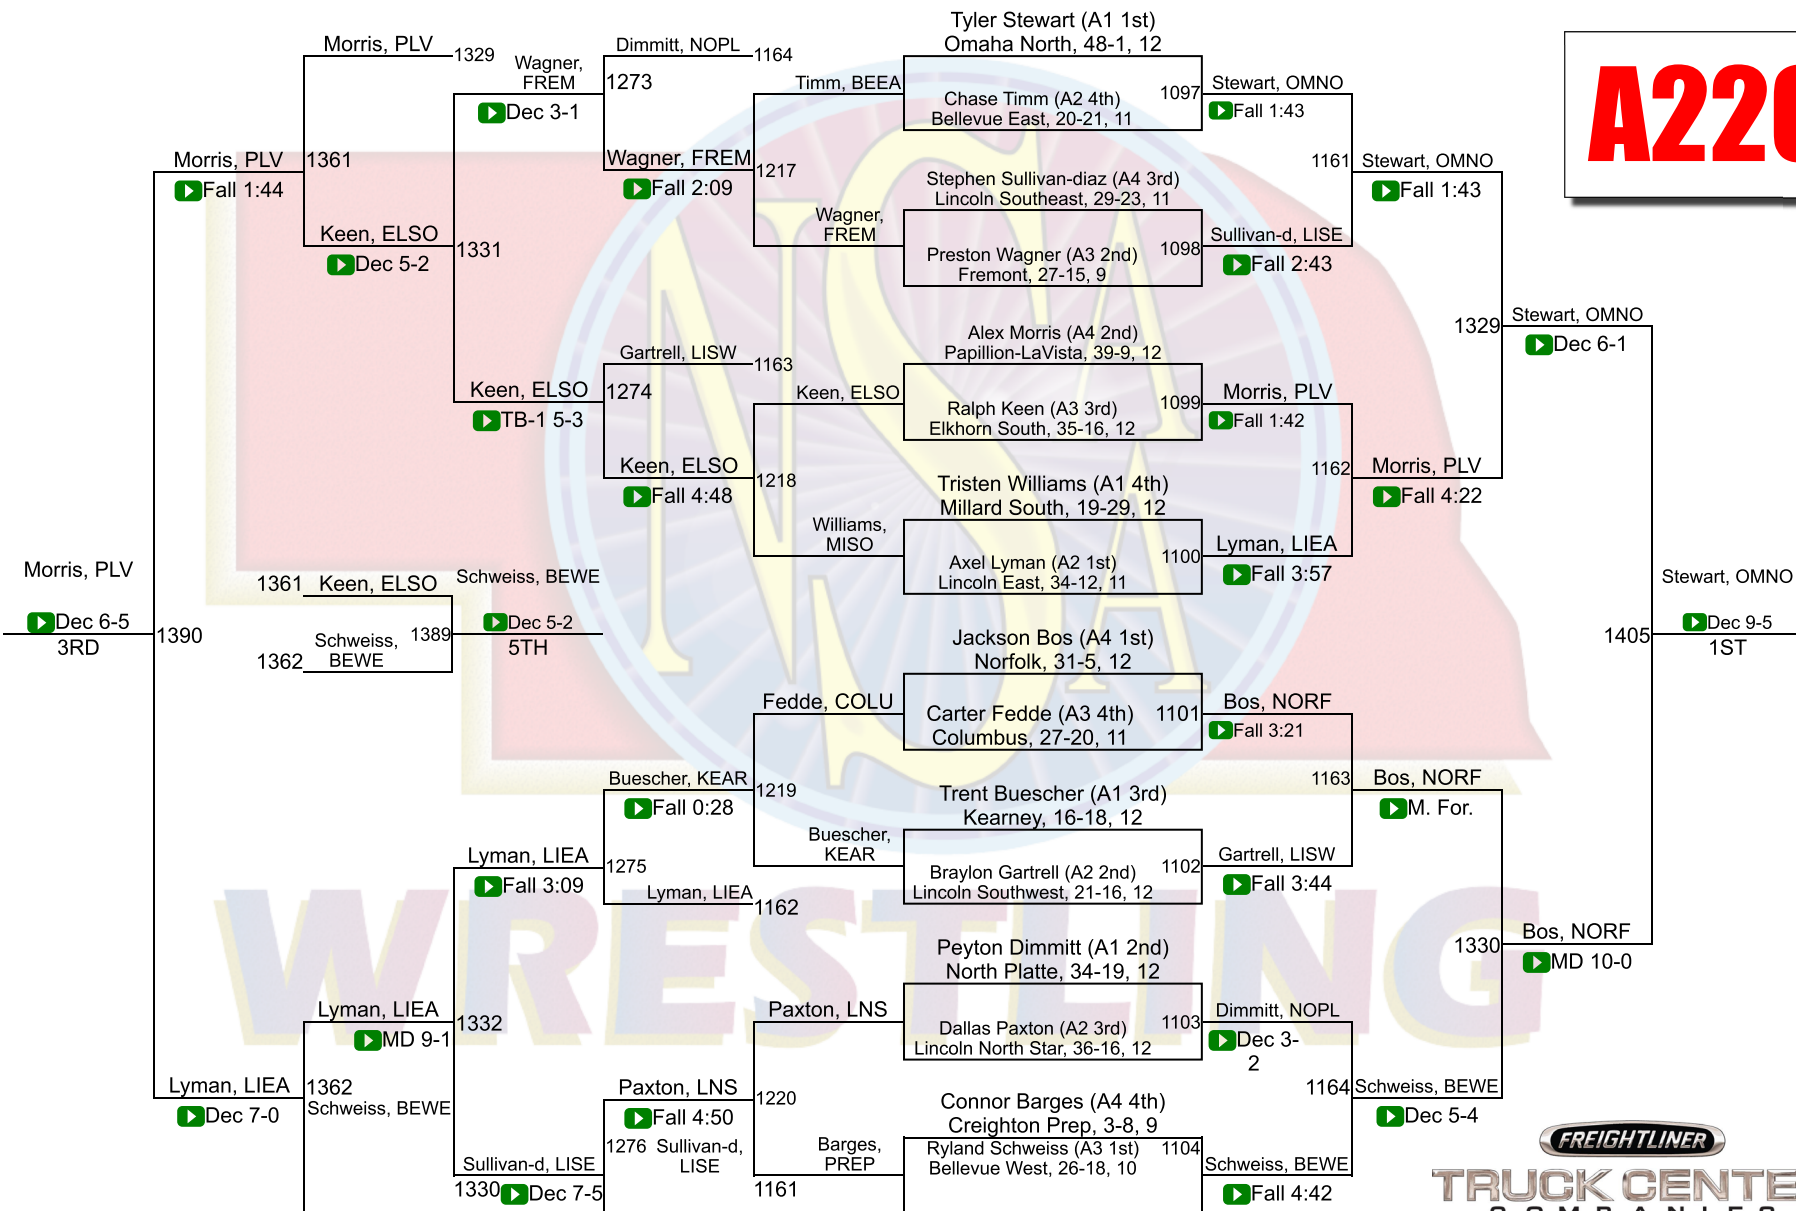 Tyler Stewart (A1 1st)
Omaha North, 48-1, 12
Morris, PLV
1329
Wagner,
FREM
Dec 3-1
Dimmitt, NOPL
1164
1273
Timm, BEEA
Chase Timm (A2 4th)
Bellevue East, 20-21, 11
1097
Stewart, OMNO
Fall 1:43
Morris, PLV
1361
Fall 1:44
Wagner, FREM
Fall 2:09
1217
1161
Stewart, OMNO
Fall 1:43
Stephen Sullivan-diaz (A4 3rd)
Lincoln Southeast, 29-23, 11
Wagner,
FREM
Keen, ELSO
Dec 5-2
1331
Preston Wagner (A3 2nd)
Fremont, 27-15, 9
1098
Sullivan-d, LISE
Fall 2:43
1329
Stewart, OMNO
Dec 6-1
Alex Morris (A4 2nd)
Papillion-LaVista, 39-9, 12
Gartrell, LISW
1163
Keen, ELSO
TB-1 5-3
1274
Keen, ELSO
Ralph Keen (A3 3rd)
Elkhorn South, 35-16, 12
1099
Morris, PLV
Fall 1:42
Keen, ELSO
Fall 4:48
1218
1162
Morris, PLV
Fall 4:22
Tristen Williams (A1 4th)
Millard South, 19-29, 12
Williams,
MISO
Axel Lyman (A2 1st)
Lincoln East, 34-12, 11
1100
Lyman, LIEA
Fall 3:57
Morris, PLV
Dec 6-5
3RD
1390
1361
Keen, ELSO
Schweiss,
BEWE
1362
1389
Schweiss, BEWE
Dec 5-2
5TH
Stewart, OMNO
1405
Dec 9-5
1ST
Jackson Bos (A4 1st)
Norfolk, 31-5, 12
Fedde, COLU
Carter Fedde (A3 4th)
Columbus, 27-20, 11
1101
Bos, NORF
Fall 3:21
Buescher, KEAR
Fall 0:28
1219
1163
Bos, NORF
M. For.
Trent Buescher (A1 3rd)
Kearney, 16-18, 12
Buescher,
KEAR
Lyman, LIEA
Fall 3:09
1275
Lyman, LIEA
1162
Braylon Gartrell (A2 2nd)
Lincoln Southwest, 21-16, 12
1102
Gartrell, LISW
Fall 3:44
1330
Bos, NORF
MD 10-0
Peyton Dimmitt (A1 2nd)
North Platte, 34-19, 12
Lyman, LIEA
MD 9-1
1332
Paxton, LNS
Dallas Paxton (A2 3rd)
Lincoln North Star, 36-16, 12
1103
Dimmitt, NOPL
Dec 3-
2
Lyman, LIEA
Dec 7-0
1362
Schweiss, BEWE
Paxton, LNS
Fall 4:50
1220
1164
Schweiss, BEWE
Dec 5-4
Connor Barges (A4 4th)
Creighton Prep, 3-8, 9
Sullivan-d, LISE
1330
Dec 7-5
1276
Sullivan-d,
LISE
Barges,
PREP
1161
Ryland Schweiss (A3 1st)
Bellevue West, 26-18, 10
1104
Schweiss, BEWE
Fall 4:42
NSAA
WRESTLING
A220
FREIGHTLINER
TRUCK CENTE